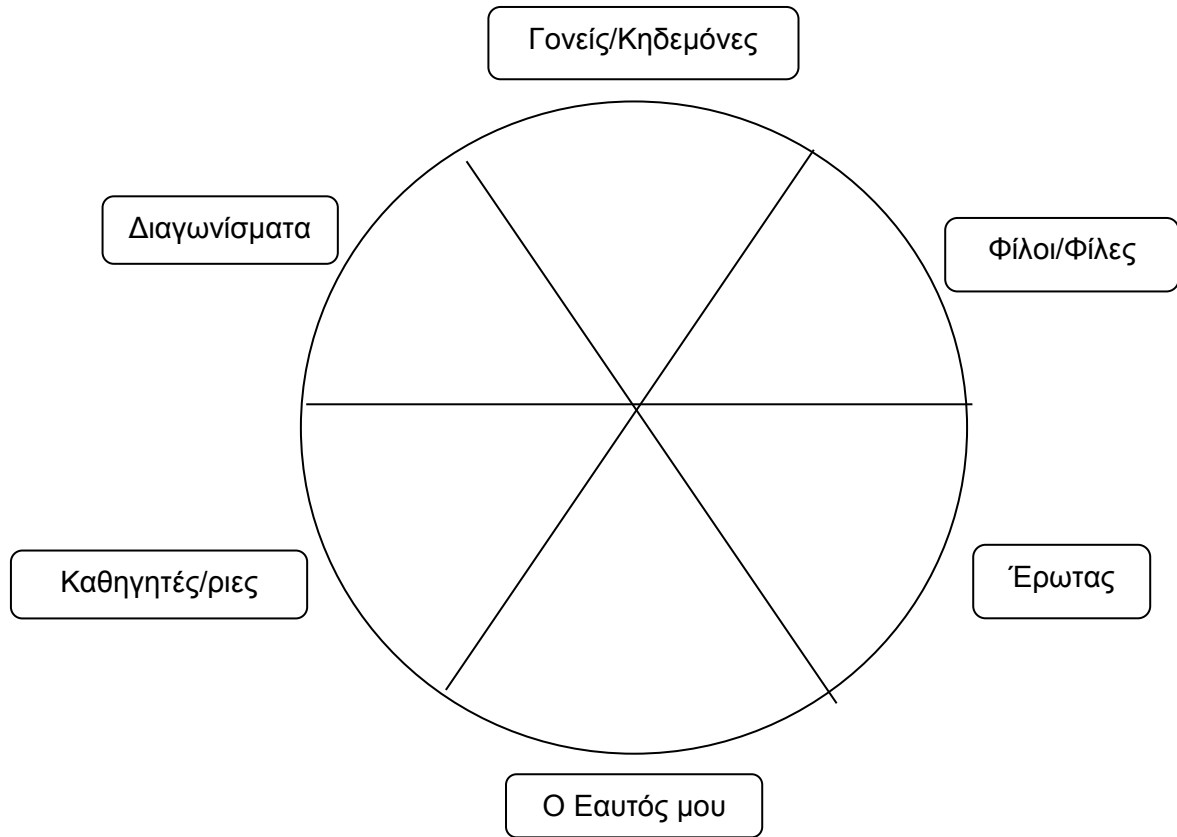 Γονείς/Κηδεμόνες
Διαγωνίσματα
Φίλοι/Φίλες
Καθηγητές/ριες
Έρωτας
Ο Εαυτός μου